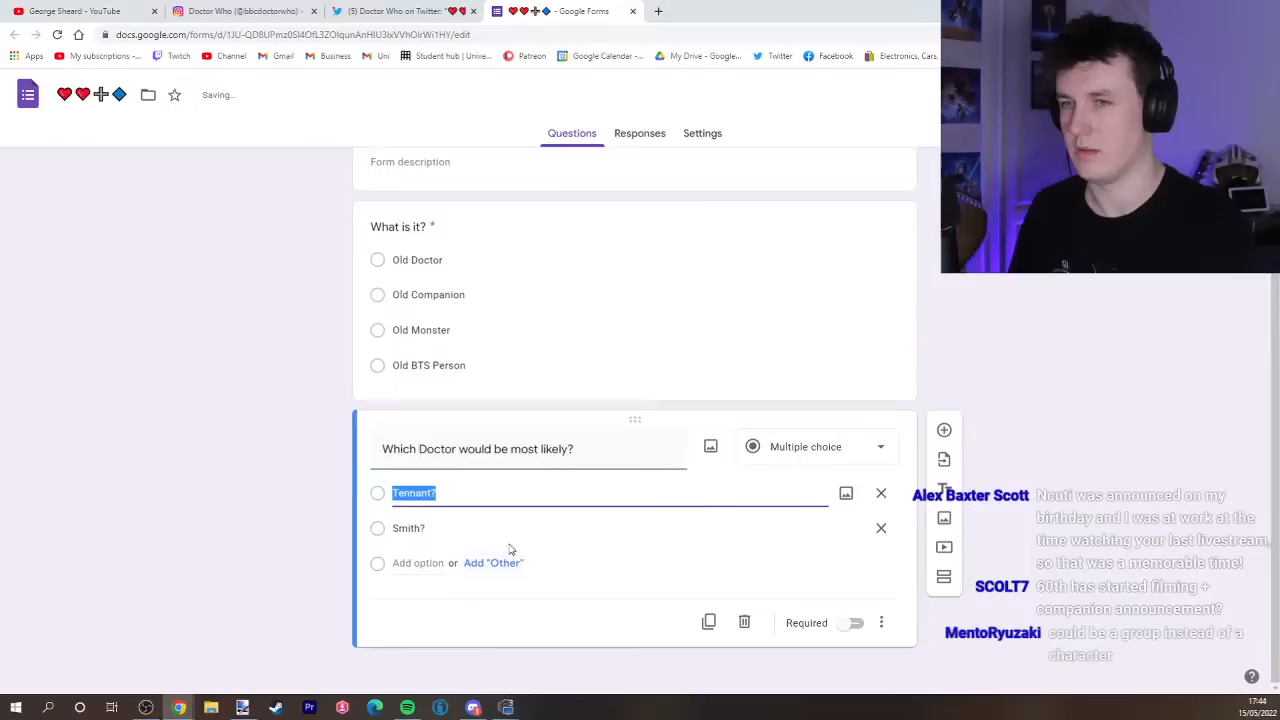 George Sheard - YouTube
Doctor Who (@bbcdoctorwho) ·
(5) Doctor Who on Twitter: "❤❤
❤❤➕🔷 - Google Forms
docs.google.com/forms/d/1JU-QD8UPmz0Sl4OfL3ZOIqunAnHIU3IxVVhOlrWi1HY/edit
Apps
My subscriptions -...
Twitch
Channel
Gmail
Business
Uni
Student hub | Unive...
Patreon
Google Calendar -...
My Drive - Google...
Twitter
Facebook
Electronics, Cars,
❤❤➕🔷
Saving...
Questions
Responses
Settings
Form description
What is it? *
Old Doctor
Old Companion
Old Monster
Old BTS Person
Which Doctor would be most likely?
Multiple choice
Tennant?
Smith?
Add option or Add "Other"
Required
Alex Baxter Scott Ncuti was announced on my
birthday and I was at work at the
time watching your last livestream,
so that was a memorable time!
SCOLT7 60th has started filming +
companion announcement?
MentoRyuzaki could be a group instead of a
character
17:44
15/05/2022